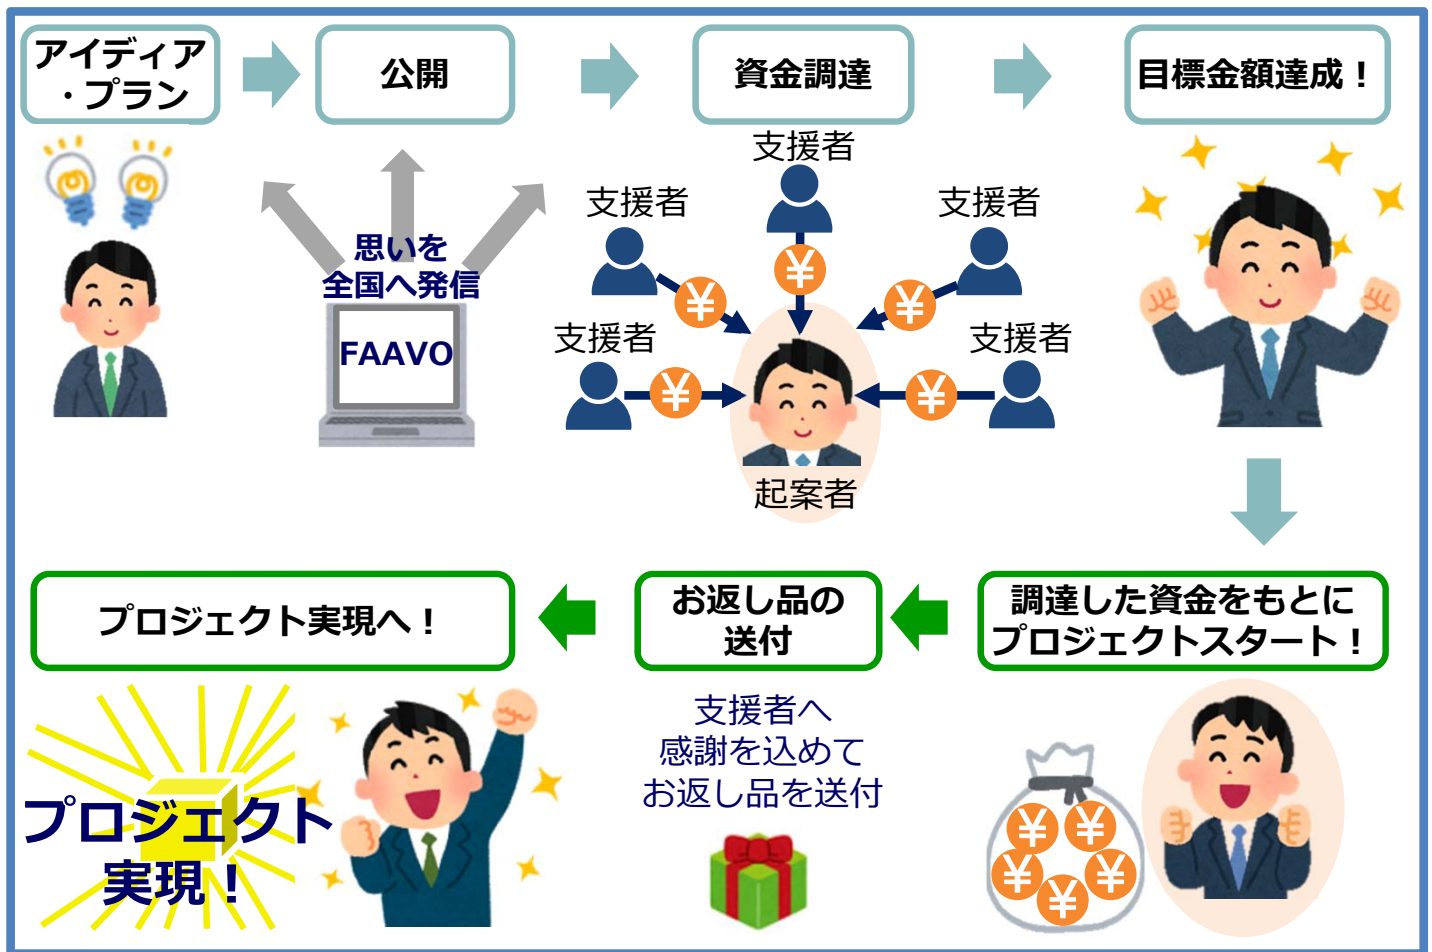 アイディア
・プラン
公開
資金調達
目標金額達成！
思いを
全国へ発信
FAAVO
支援者
支援者
支援者
支援者
支援者
¥
¥
¥
¥
¥
起案者
調達した資金をもとに
プロジェクトスタート！
お返し品の
送付
プロジェクト実現へ！
¥
¥
¥
¥
¥
支援者へ
感謝を込めて
お返し品を送付
プロジェクト
実現！